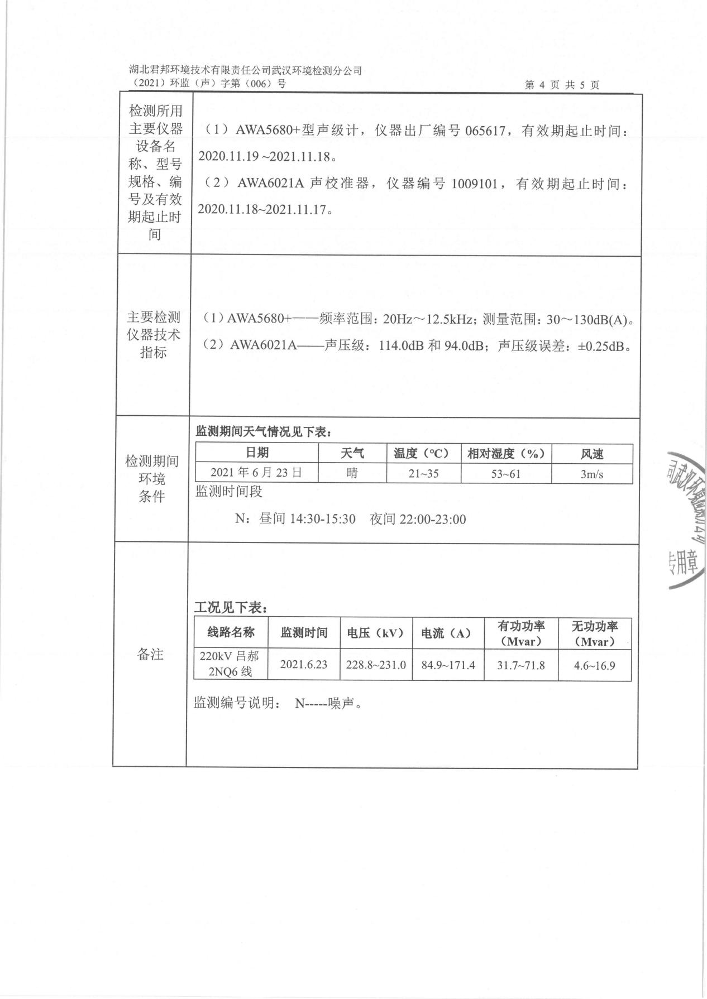 湖北君邦环境技术有限责任公司武汉环境检测分公司
（2021）环监（声）字第（006）号
第 4 页 共 5 页
检测所用
主要仪器
设备名
称、型号
规格、编
号及有效
期起止时
间
（1）AWA5680+型声级计，仪器出厂编号 065617，有效期起止时间：
2020.11.19 ~2021.11.18。
（2）AWA6021A 声校准器，仪器编号 1009101，有效期起止时间：
2020.11.18~2021.11.17。
主要检测
仪器技术
指标
（1）AWA5680+——频率范围：20Hz～12.5kHz；测量范围：30～130dB(A)。
（2）AWA6021A——声压级：114.0dB 和 94.0dB；声压级误差：±0.25dB。
检测期间
环境
条件
监测期间天气情况见下表：
日期 天气 温度（℃） 相对湿度（%） 风速
2021 年 6 月 23 日 晴 21~35 53~61 3m/s
监测时间段
N：昼间 14:30-15:30 夜间 22:00-23:00
备注
工况见下表：
线路名称 监测时间 电压（kV） 电流（A） 有功功率（Mvar） 无功功率（Mvar）
220kV 吕郝
2NQ6 线
2021.6.23 228.8~231.0 84.9~171.4 31.7~71.8 4.6~16.9
监测编号说明： N-----噪声。
司武汉环境检测分公司
专用章